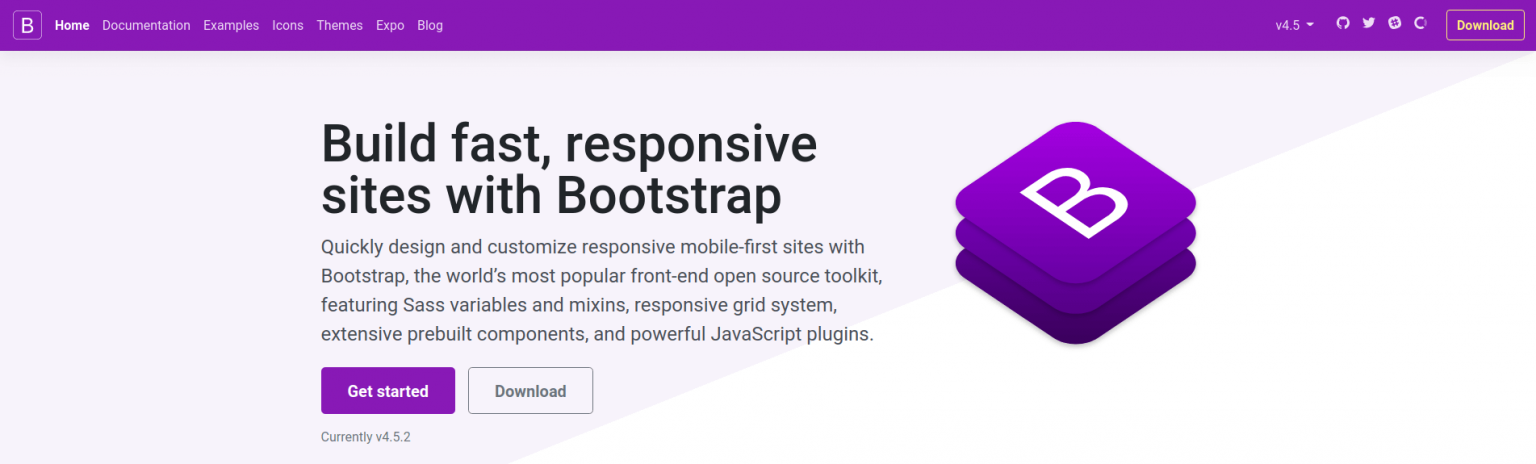 B Home Documentation Examples Icons Themes Expo Blog v4.5 Download
Build fast, responsive
sites with Bootstrap
B
Quickly design and customize responsive mobile-first sites with
Bootstrap, the world’s most popular front-end open source toolkit,
featuring Sass variables and mixins, responsive grid system,
extensive prebuilt components, and powerful JavaScript plugins.
Get started Download
Currently v4.5.2